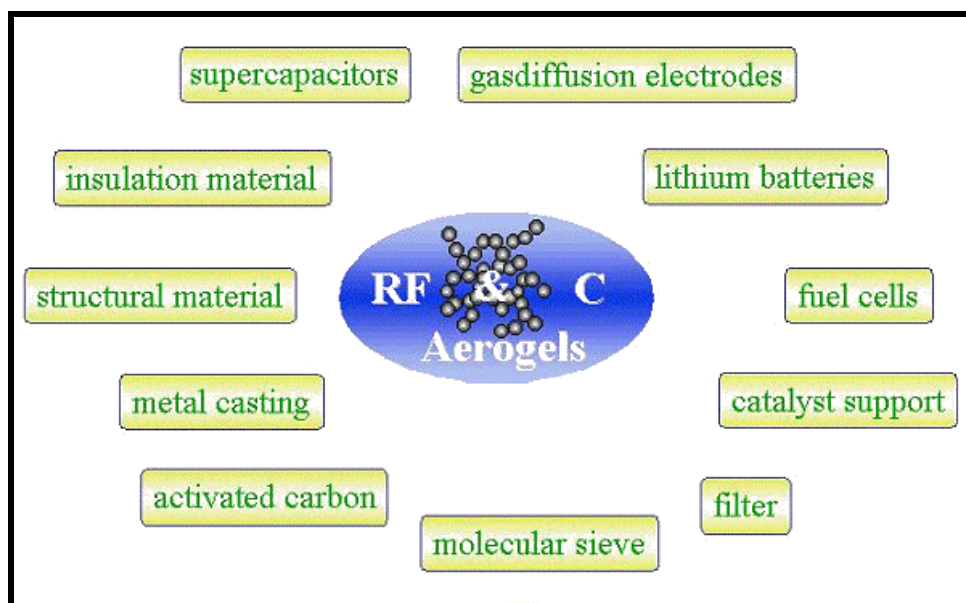 supercapacitors
gasdiffusion electrodes
insulation material
lithium batteries
RF & C
Aerogels
structural material
fuel cells
metal casting
catalyst support
activated carbon
filter
molecular sieve